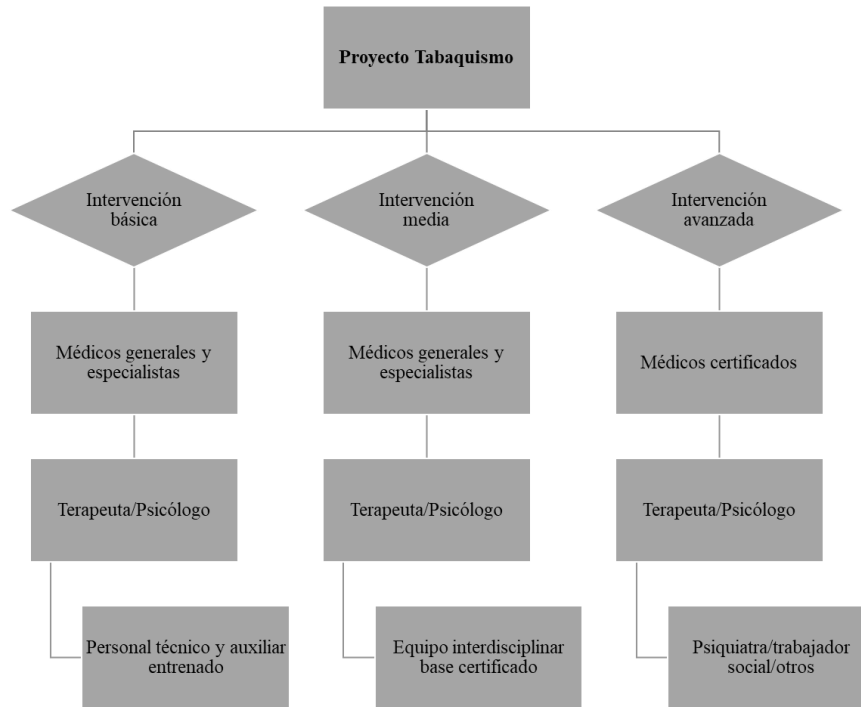 Proyecto Tabaquismo
Intervención
básica
Intervención
media
Intervención
avanzada
Médicos generales y
especialistas
Médicos generales y
especialistas
Médicos certificados
Terapeuta/Psicólogo
Terapeuta/Psicólogo
Terapeuta/Psicólogo
Personal técnico y auxiliar
entrenado
Equipo interdisciplinar
base certificado
Psiquiatra/trabajador
social/otros